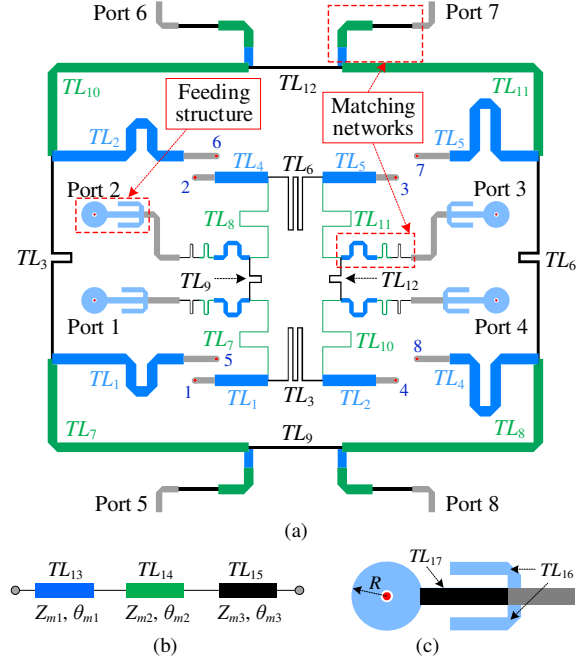 Port 6
Port 7
TL12
TL10
TL11
Feeding
structure
Matching
networks
TL2
6
TL4
TL6
TL5
7
TL5
2
3
Port 2
TL8
TL11
Port 3
TL3
TL9
TL12
TL6
Port 1
Port 4
TL7
TL10
5
8
TL1
1
TL1
TL3
TL2
4
TL4
TL7
TL9
TL8
Port 5
Port 8
(a)
TL13
TL14
TL15
Zm1, θm1
Zm2, θm2
Zm3, θm3
(b)
TL17
TL16
R
(c)